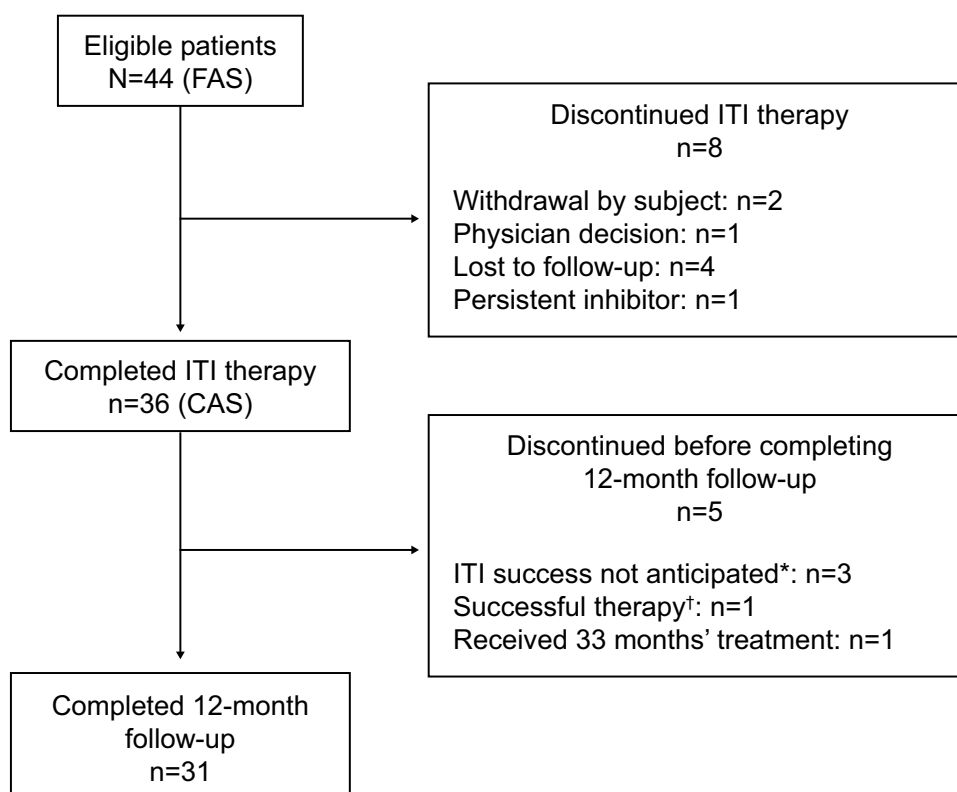 Eligible patients
N=44 (FAS)
Discontinued ITI therapy
n=8
Withdrawal by subject: n=2
Physician decision: n=1
Lost to follow-up: n=4
Persistent inhibitor: n=1
Completed ITI therapy
n=36 (CAS)
Discontinued before completing
12-month follow-up
n=5
ITI success not anticipated*: n=3
Successful therapy†: n=1
Received 33 months’ treatment: n=1
Completed 12-month
follow-up
n=31